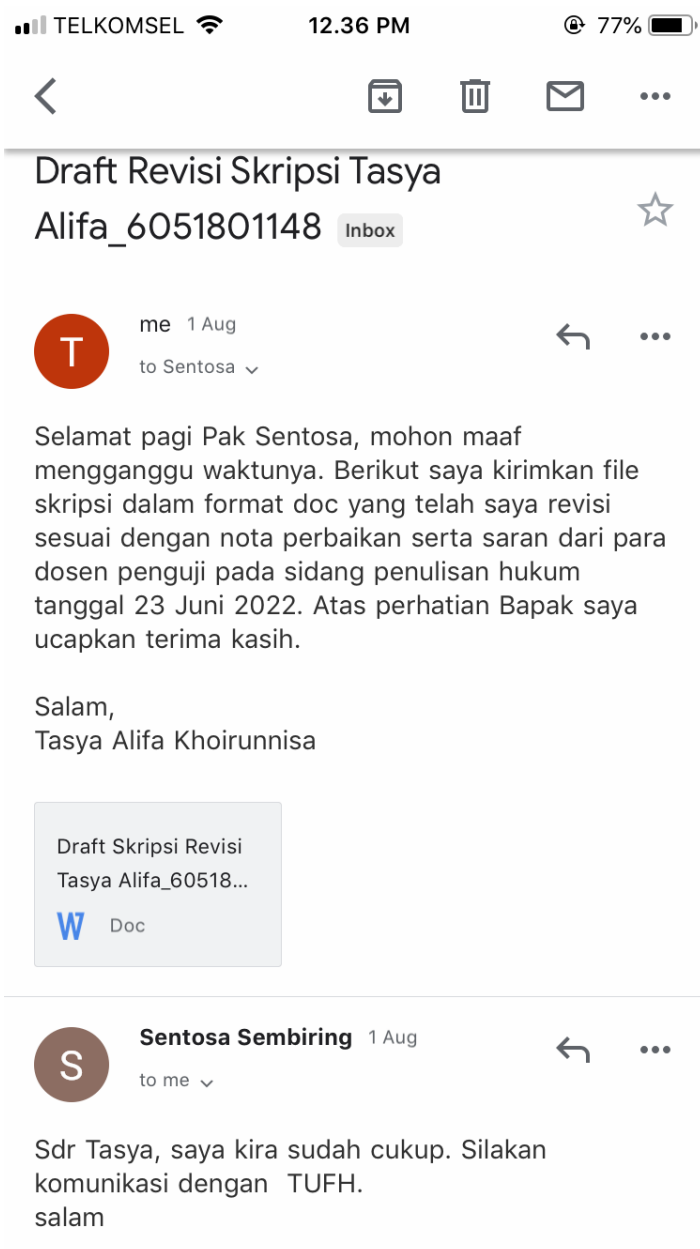 TELKOMSEL 12.36 PM 77%
Draft Revisi Skripsi Tasya
Alifa_6051801148 Inbox
T
me 1 Aug
to Sentosa
Selamat pagi Pak Sentosa, mohon maaf
mengganggu waktunya. Berikut saya kirimkan file
skripsi dalam format doc yang telah saya revisi
sesuai dengan nota perbaikan serta saran dari para
dosen penguji pada sidang penulisan hukum
tanggal 23 Juni 2022. Atas perhatian Bapak saya
ucapkan terima kasih.
Salam,
Tasya Alifa Khoirunnisa
Draft Skripsi Revisi
Tasya Alifa_60518...
W Doc
S
Sentosa Sembiring 1 Aug
to me
Sdr Tasya, saya kira sudah cukup. Silakan
komunikasi dengan  TUFH.
salam